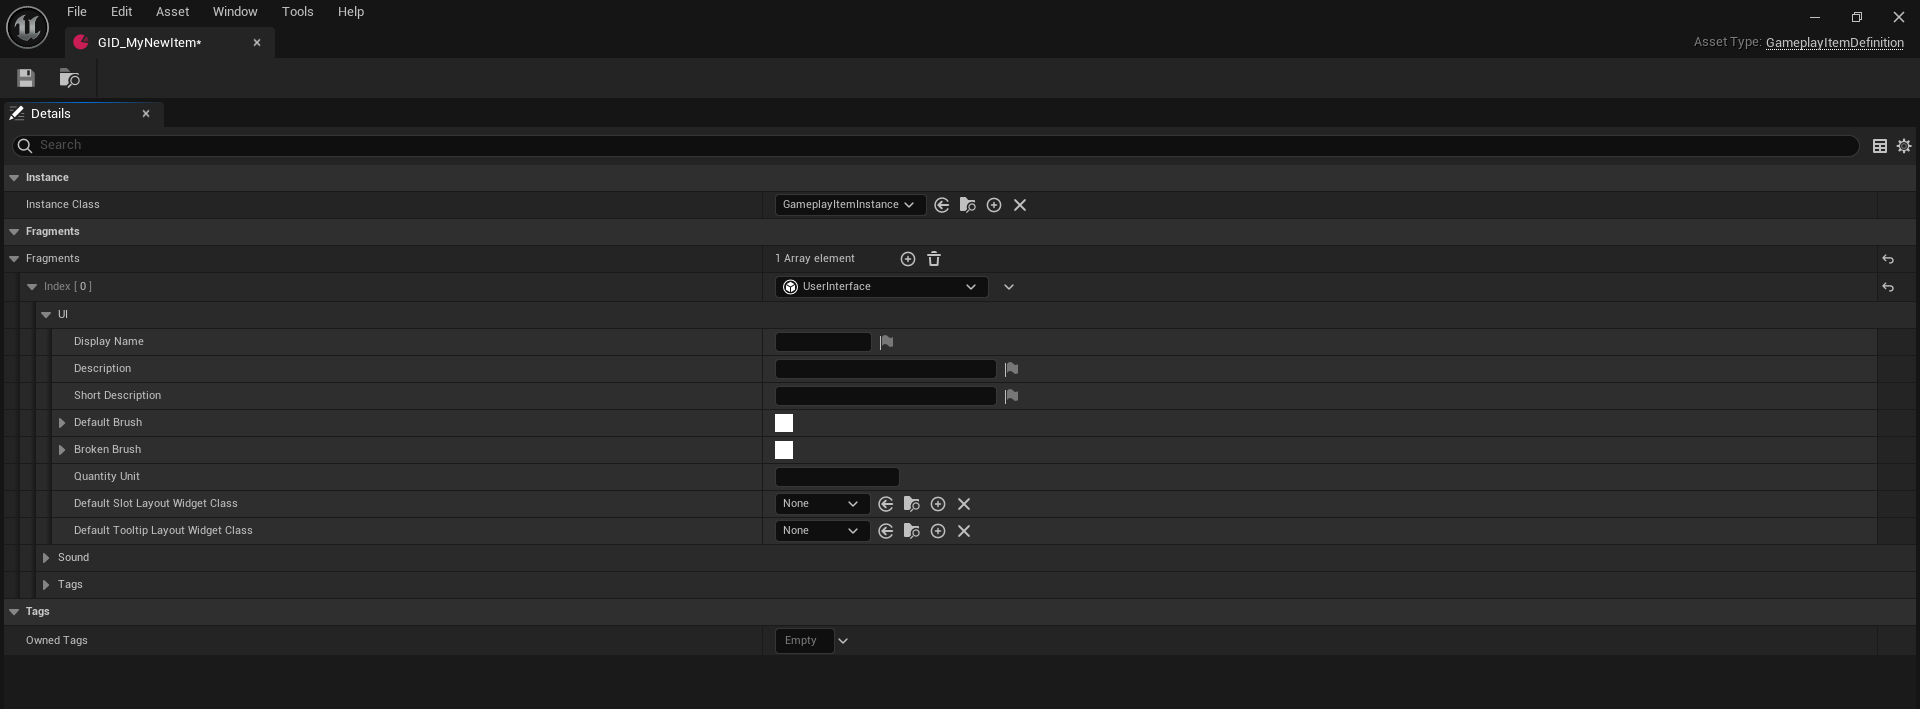 File Edit Asset Window Tools Help
GID_MyNewItem*
Asset Type: GameplayItemDefinition
Details
Search
Instance
Instance Class GameplayItemInstance
Fragments
Fragments 1 Array element
Index [ 0 ] UserInterface
UI
Display Name
Description
Short Description
Default Brush
Broken Brush
Quantity Unit
Default Slot Layout Widget Class None
Default Tooltip Layout Widget Class None
Sound
Tags
Tags
Owned Tags Empty